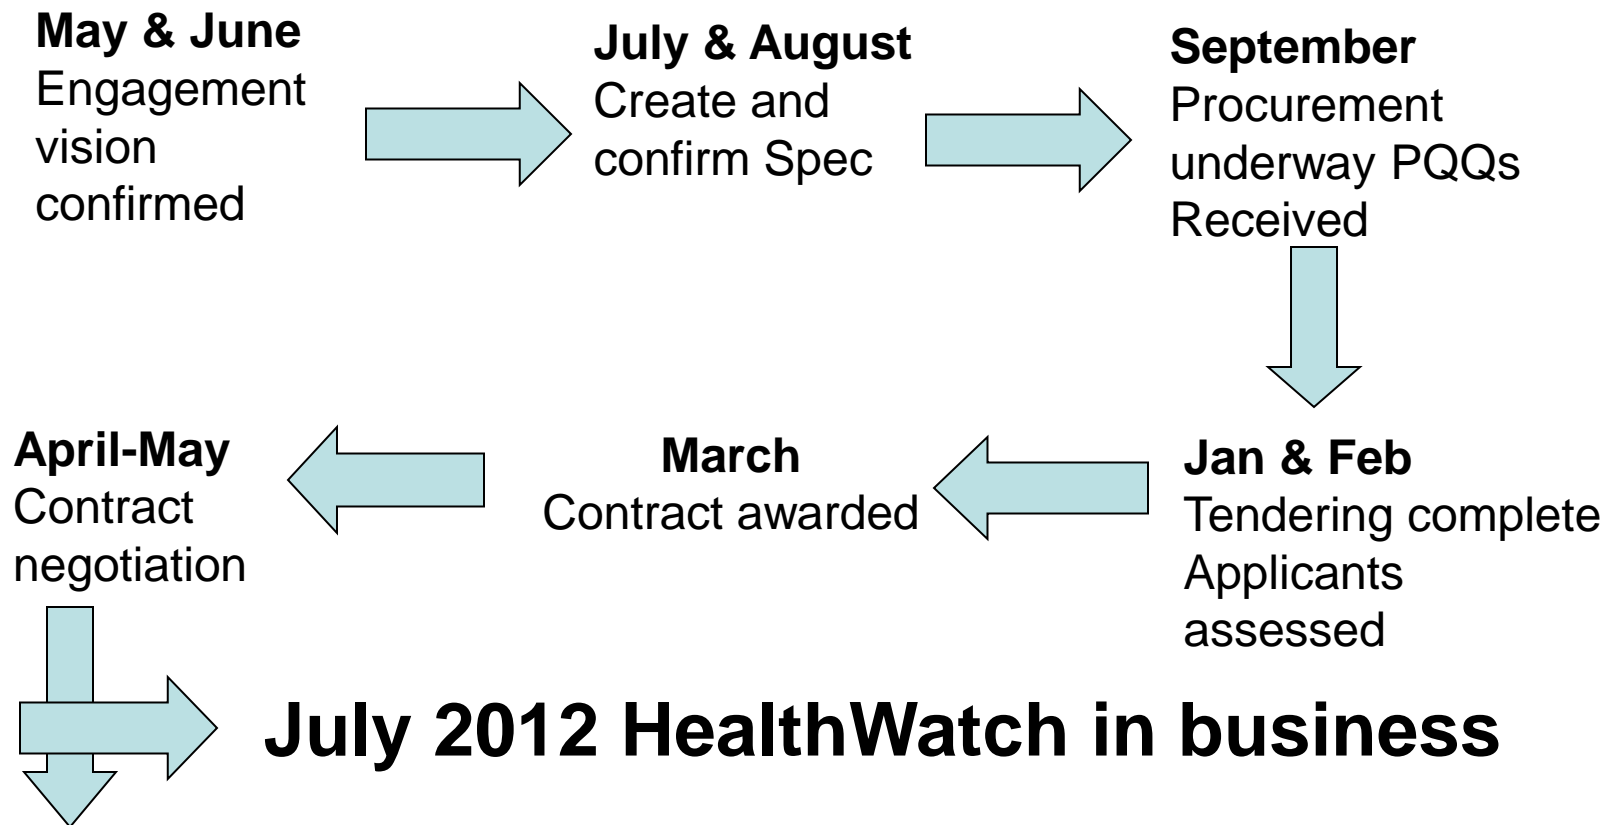 May & June
Engagement
vision
confirmed
July & August
Create and
confirm Spec
September
Procurement
underway PQQs
Received
Jan & Feb
Tendering complete
Applicants
assessed
March
Contract awarded
April-May
Contract
negotiation
July 2012 HealthWatch in business